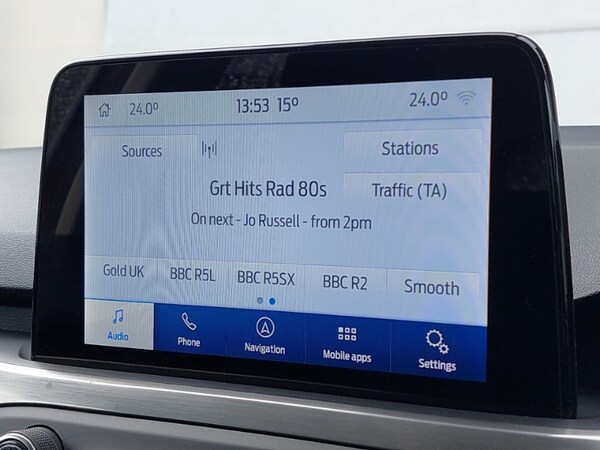 24.0° 13:53 15° 24.0°
Sources Stations
Grt Hits Rad 80s Traffic (TA)
On next - Jo Russell - from 2pm
Gold UK BBC R5L BBC R5SX BBC R2 Smooth
Audio Phone Navigation Mobile apps Settings